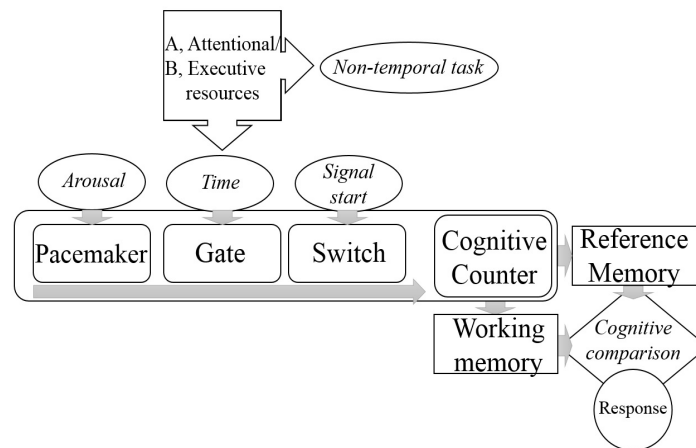 A, Attentional/
B, Executive
resources
Non-temporal task
Arousal
Time
Signal
start
Pacemaker
Gate
Switch
Cognitive
Counter
Reference
Memory
Working
memory
Cognitive
comparison
Response